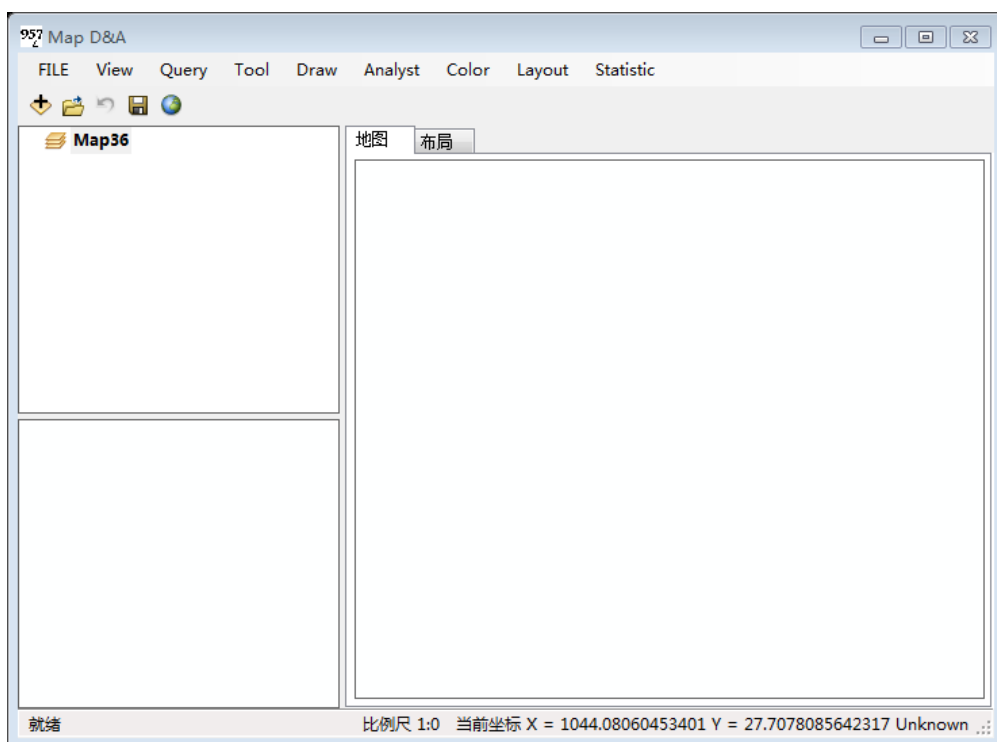 957 Map D&A
L
FILE View Query Tool Draw Analyst Color Layout Statistic
Map36
地图 布局
就绪 比例尺 1:0 当前坐标 X = 1044.08060453401 Y = 27.7078085642317 Unknown